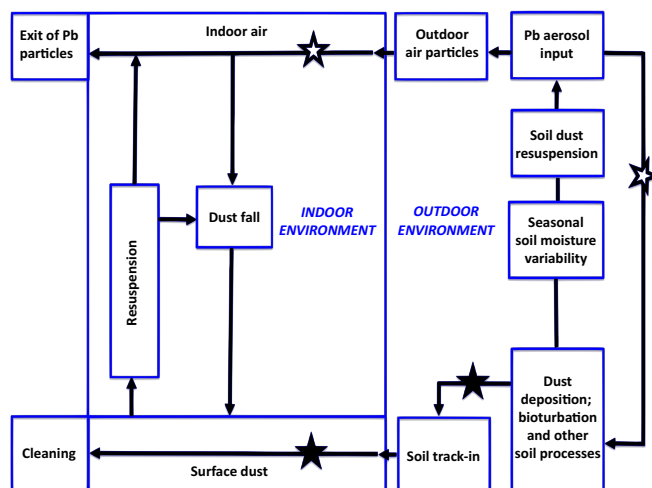 Exit of Pb
particles
Indoor air
Outdoor
air particles
Pb aerosol
input
Soil dust
resuspension
Resuspension
Dust fall
INDOOR
ENVIRONMENT
OUTDOOR
ENVIRONMENT
Seasonal
soil moisture
variability
Dust
deposition;
bioturbation
and other
soil processes
Cleaning
Surface dust
Soil track-in